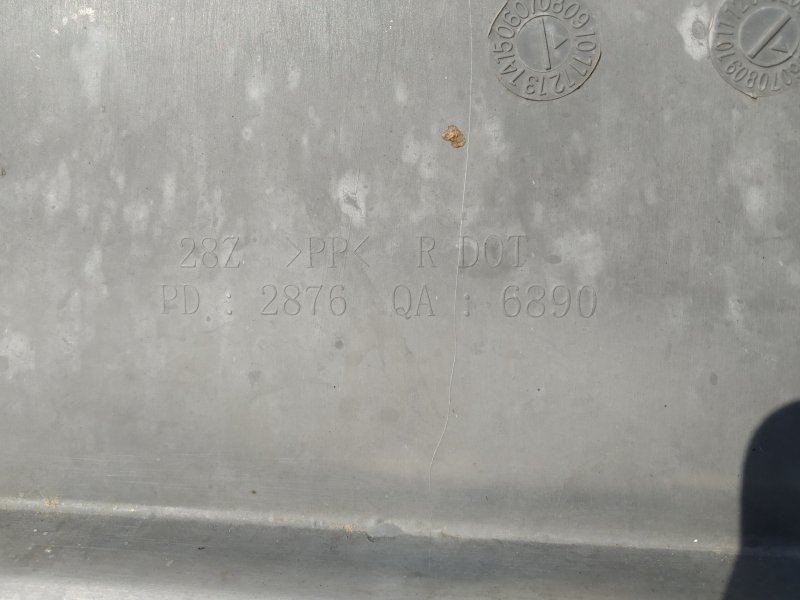 28Z >PP< R DOT
PD : 2876 QA : 6890